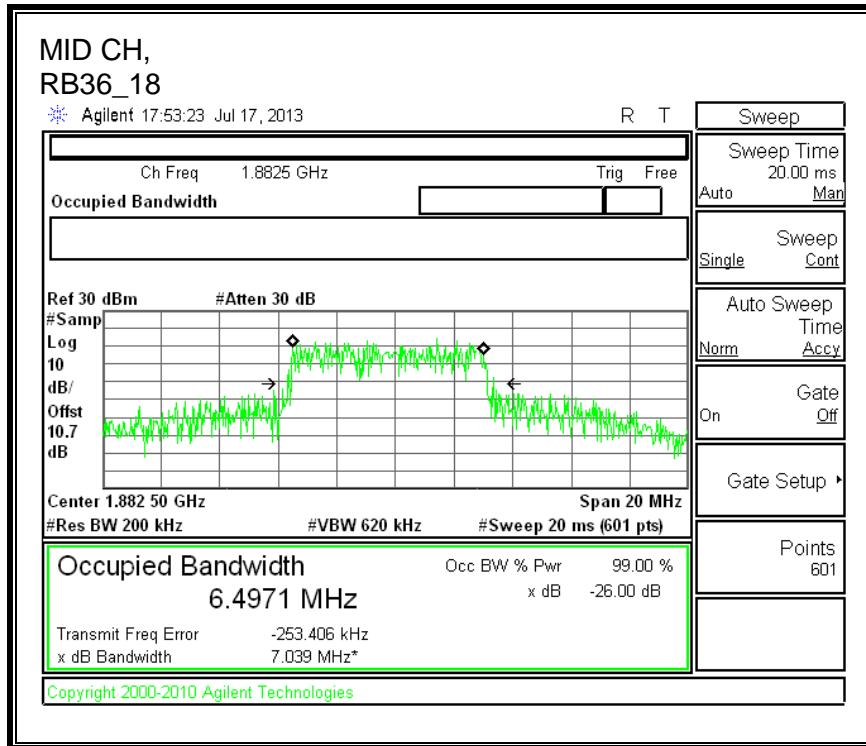 MID CH,
RB36_18
Agilent 17:53:23 Jul 17, 2013 R T Sweep
Ch Freq 1.8825 GHz Trig Free
Occupied Bandwidth
Sweep Time
20.00 ms
Auto Man
Sweep
Single Cont
Ref 30 dBm #Atten 30 dB
#Samp
Log
10
dB/
Offst
10.7
dB
Auto Sweep
Time
Norm Accy
Gate
On Off
Center 1.882 50 GHz Span 20 MHz
#Res BW 200 kHz #VBW 620 kHz #Sweep 20 ms (601 pts)
Gate Setup
Occupied Bandwidth Occ BW % Pwr 99.00 %
6.4971 MHz x dB -26.00 dB
Transmit Freq Error -253.406 kHz
x dB Bandwidth 7.039 MHz*
Points
601
Copyright 2000-2010 Agilent Technologies